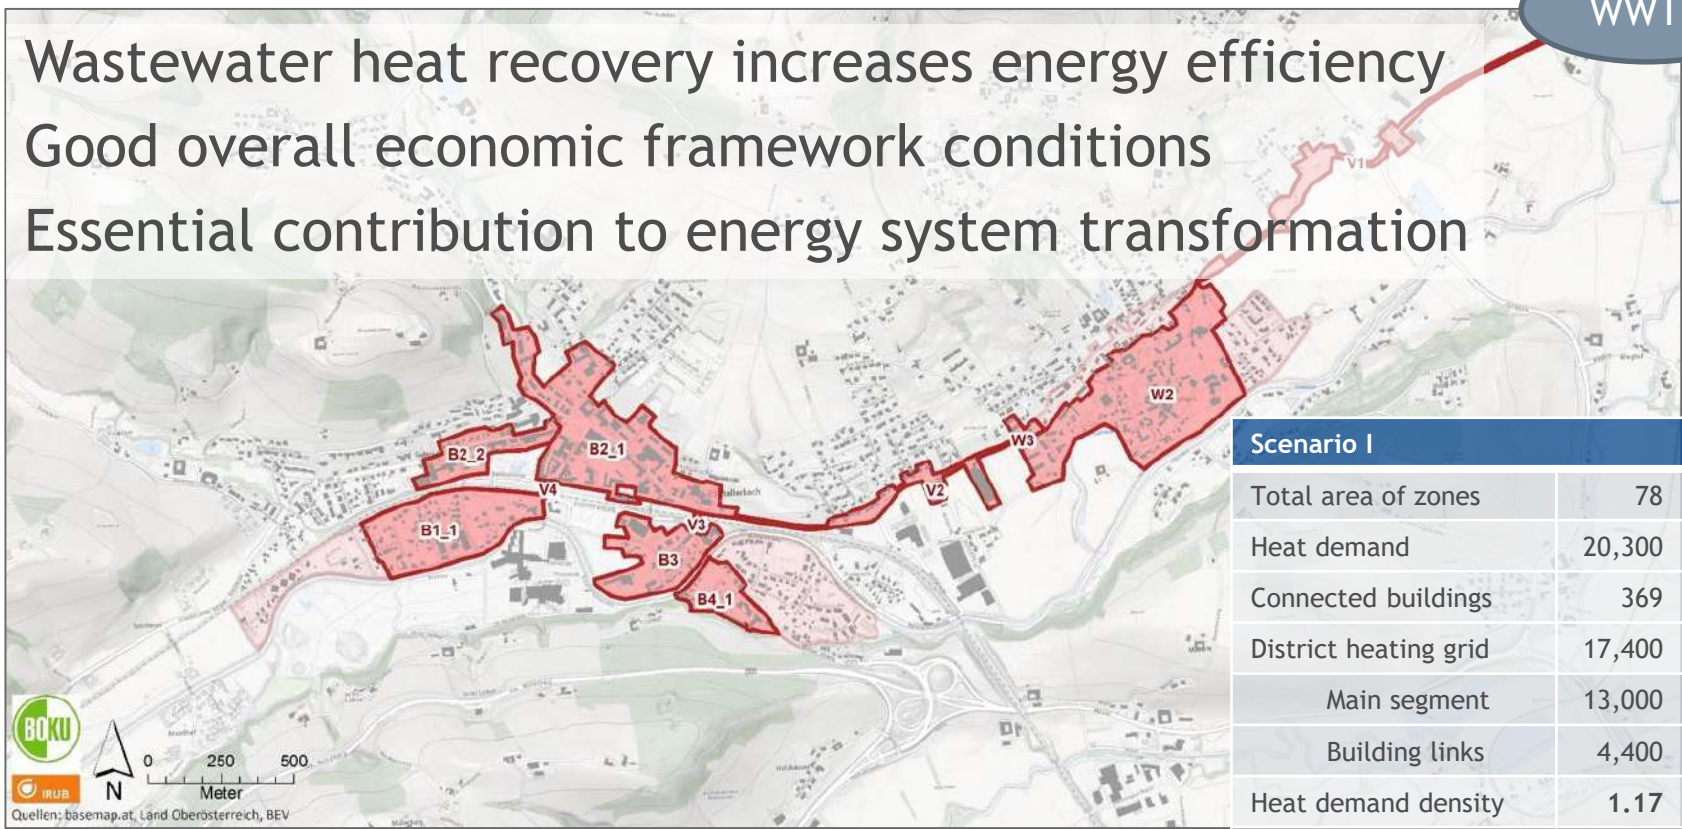 WWT
Wastewater heat recovery increases energy efficiency
Good overall economic framework conditions
Essential contribution to energy system transformation
V1
W2
W3
B2_1
B2_2
V4
V2
V3
B1_1
B3
B4_1
Scenario I
Total area of zones 78
Heat demand 20,300
Connected buildings 369
District heating grid 17,400
Main segment 13,000
Building links 4,400
Heat demand density 1.17
BOKU
IRUB
N
0 250 500
Meter
Quellen: basemap.at, Land Oberösterreich, BEV